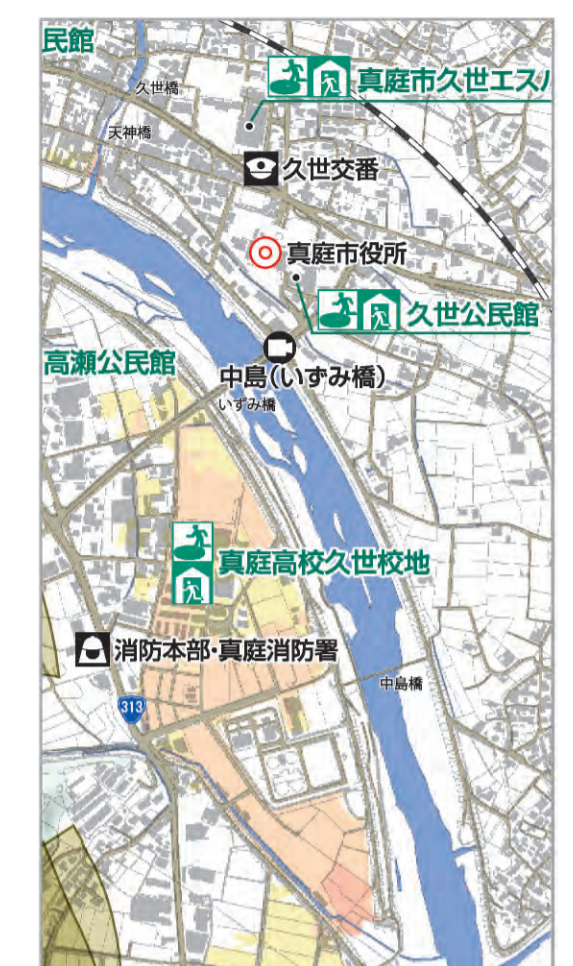 民館
久世橋
真庭市久世エス
天神橋
久世交番
真庭市役所
久世公民館
高瀬公民館
中島(いずみ橋)
いずみ橋
真庭高校久世校地
消防本部・真庭消防署
中島橋
313